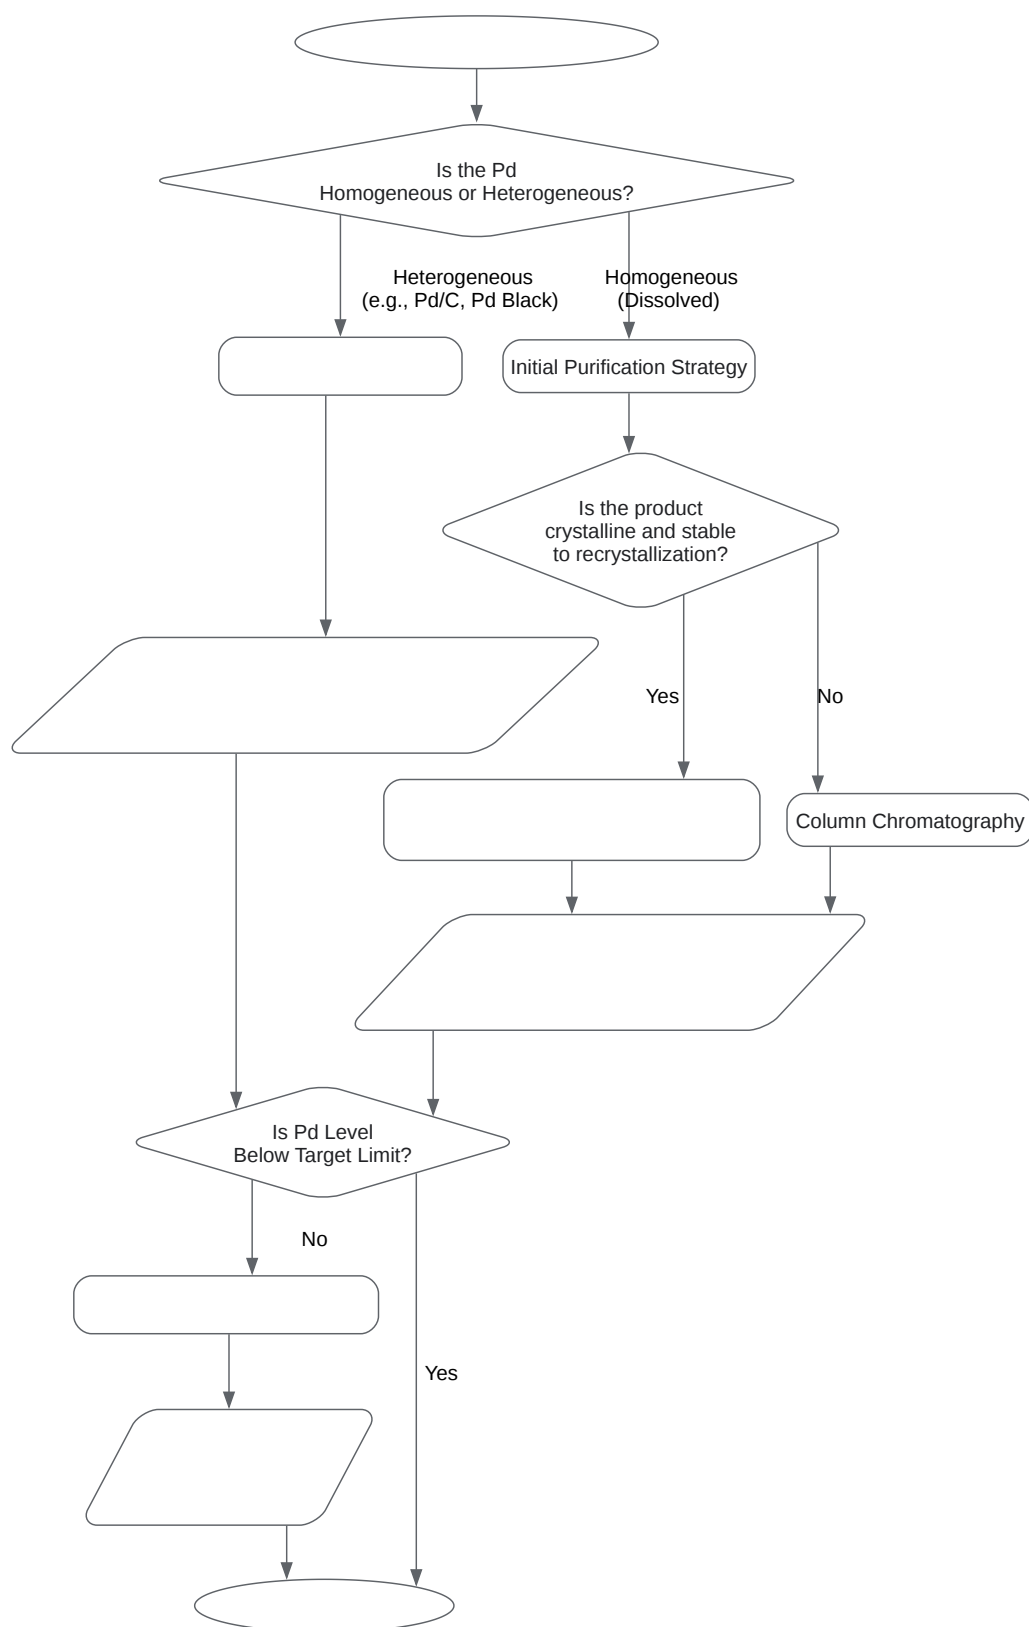 Is the Pd
Homogeneous or Heterogeneous?
Heterogeneous
(e.g., Pd/C, Pd Black)
Homogeneous
(Dissolved)
Initial Purification Strategy
Is the product
crystalline and stable
to recrystallization?
Yes
No
Column Chromatography
Is Pd Level
Below Target Limit?
No
Yes